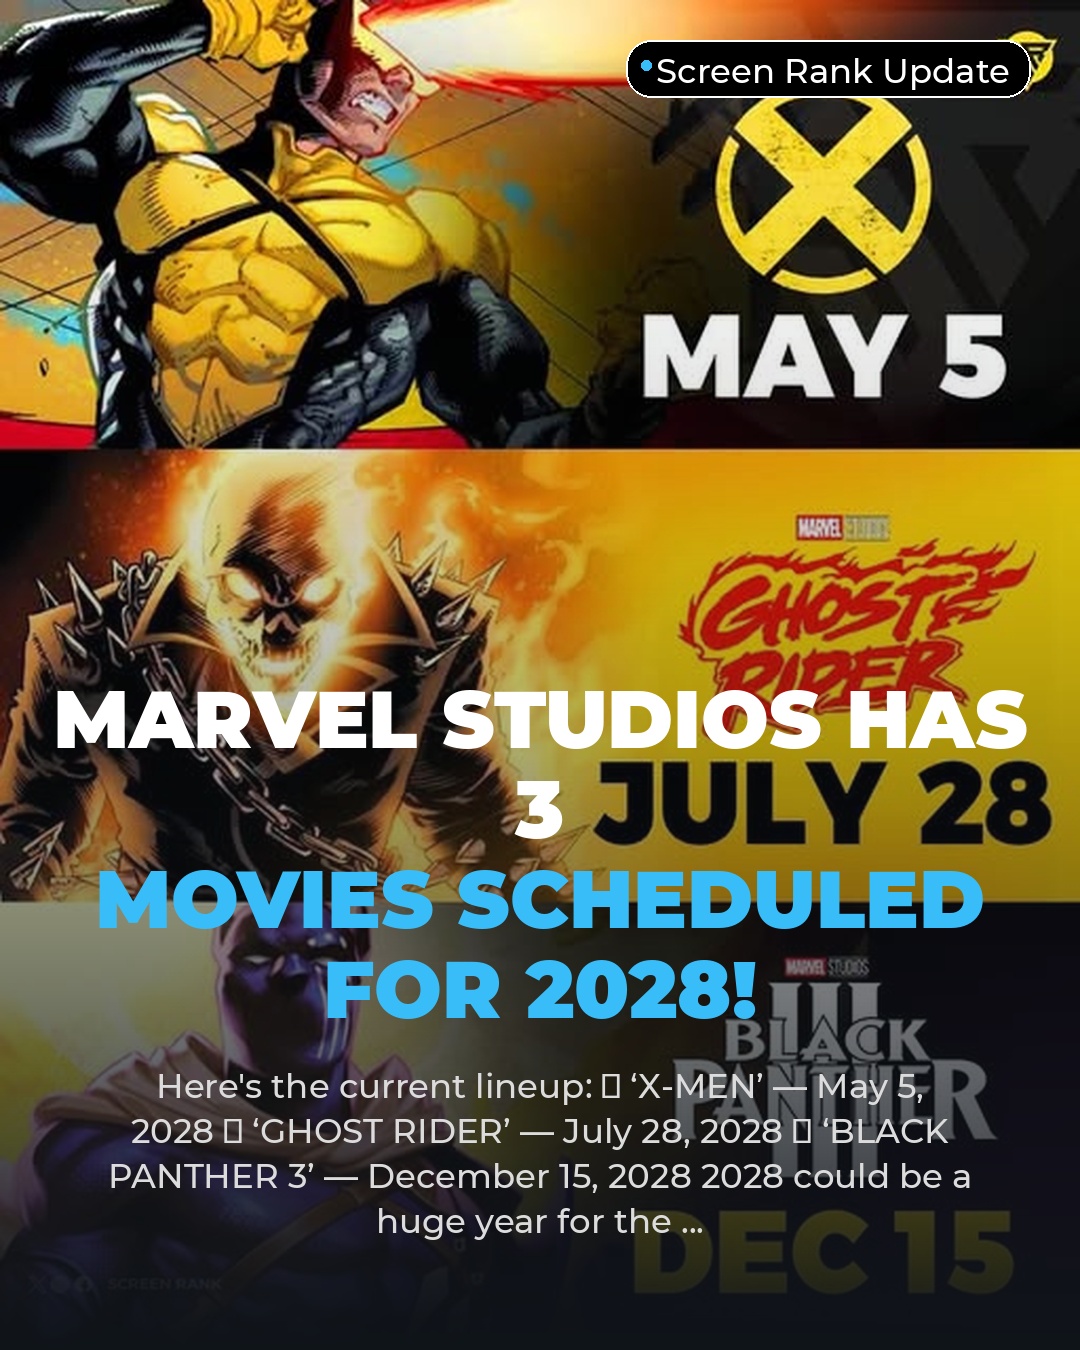 Screen Rank Update
MAY 5
MARVEL STUDIOS
GHOST
RIDER
MARVEL STUDIOS HAS
3
JULY 28
MOVIES SCHEDULED
FOR 2028!
MARVEL STUDIOS
III
BLACK
PANTHER
Here's the current lineup: ▯ ‘X-MEN’ — May 5,
2028 ▯ ‘GHOST RIDER’ — July 28, 2028 ▯ ‘BLACK
PANTHER 3’ — December 15, 2028 2028 could be a
huge year for the ...
DEC 15
SCREEN RANK